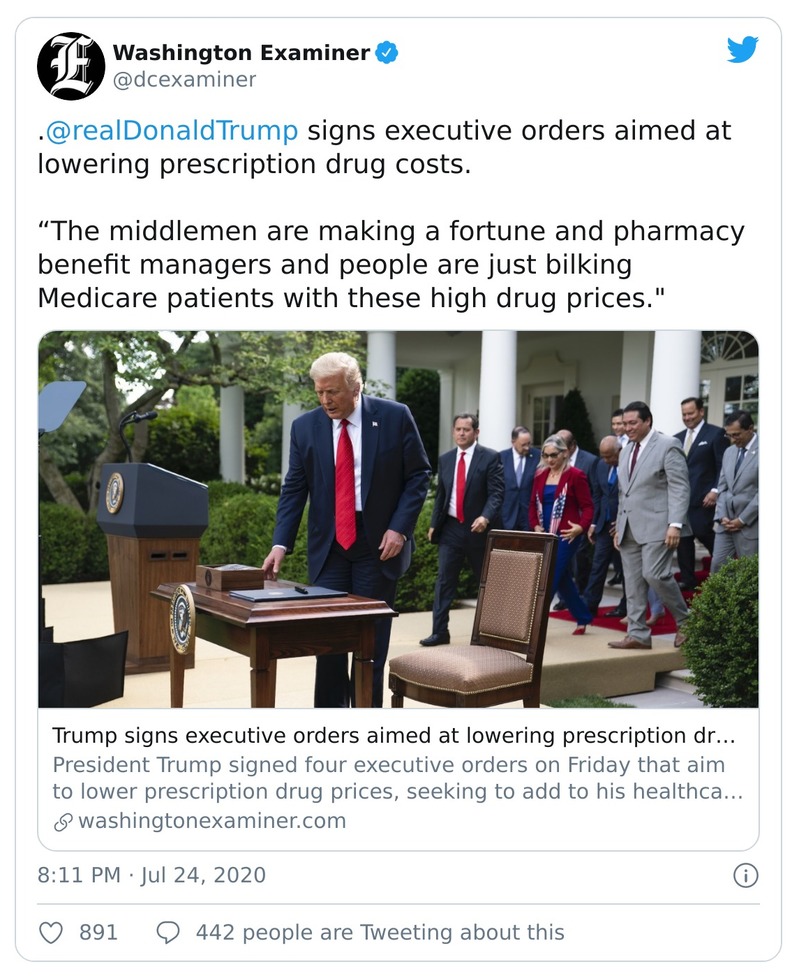 Washington Examiner
@dcexaminer
.@realDonaldTrump signs executive orders aimed at
lowering prescription drug costs.
“The middlemen are making a fortune and pharmacy
benefit managers and people are just bilking
Medicare patients with these high drug prices."
Trump signs executive orders aimed at lowering prescription dr…
President Trump signed four executive orders on Friday that aim
to lower prescription drug prices, seeking to add to his healthca…
washingtonexaminer.com
8:11 PM · Jul 24, 2020
891
442 people are Tweeting about this